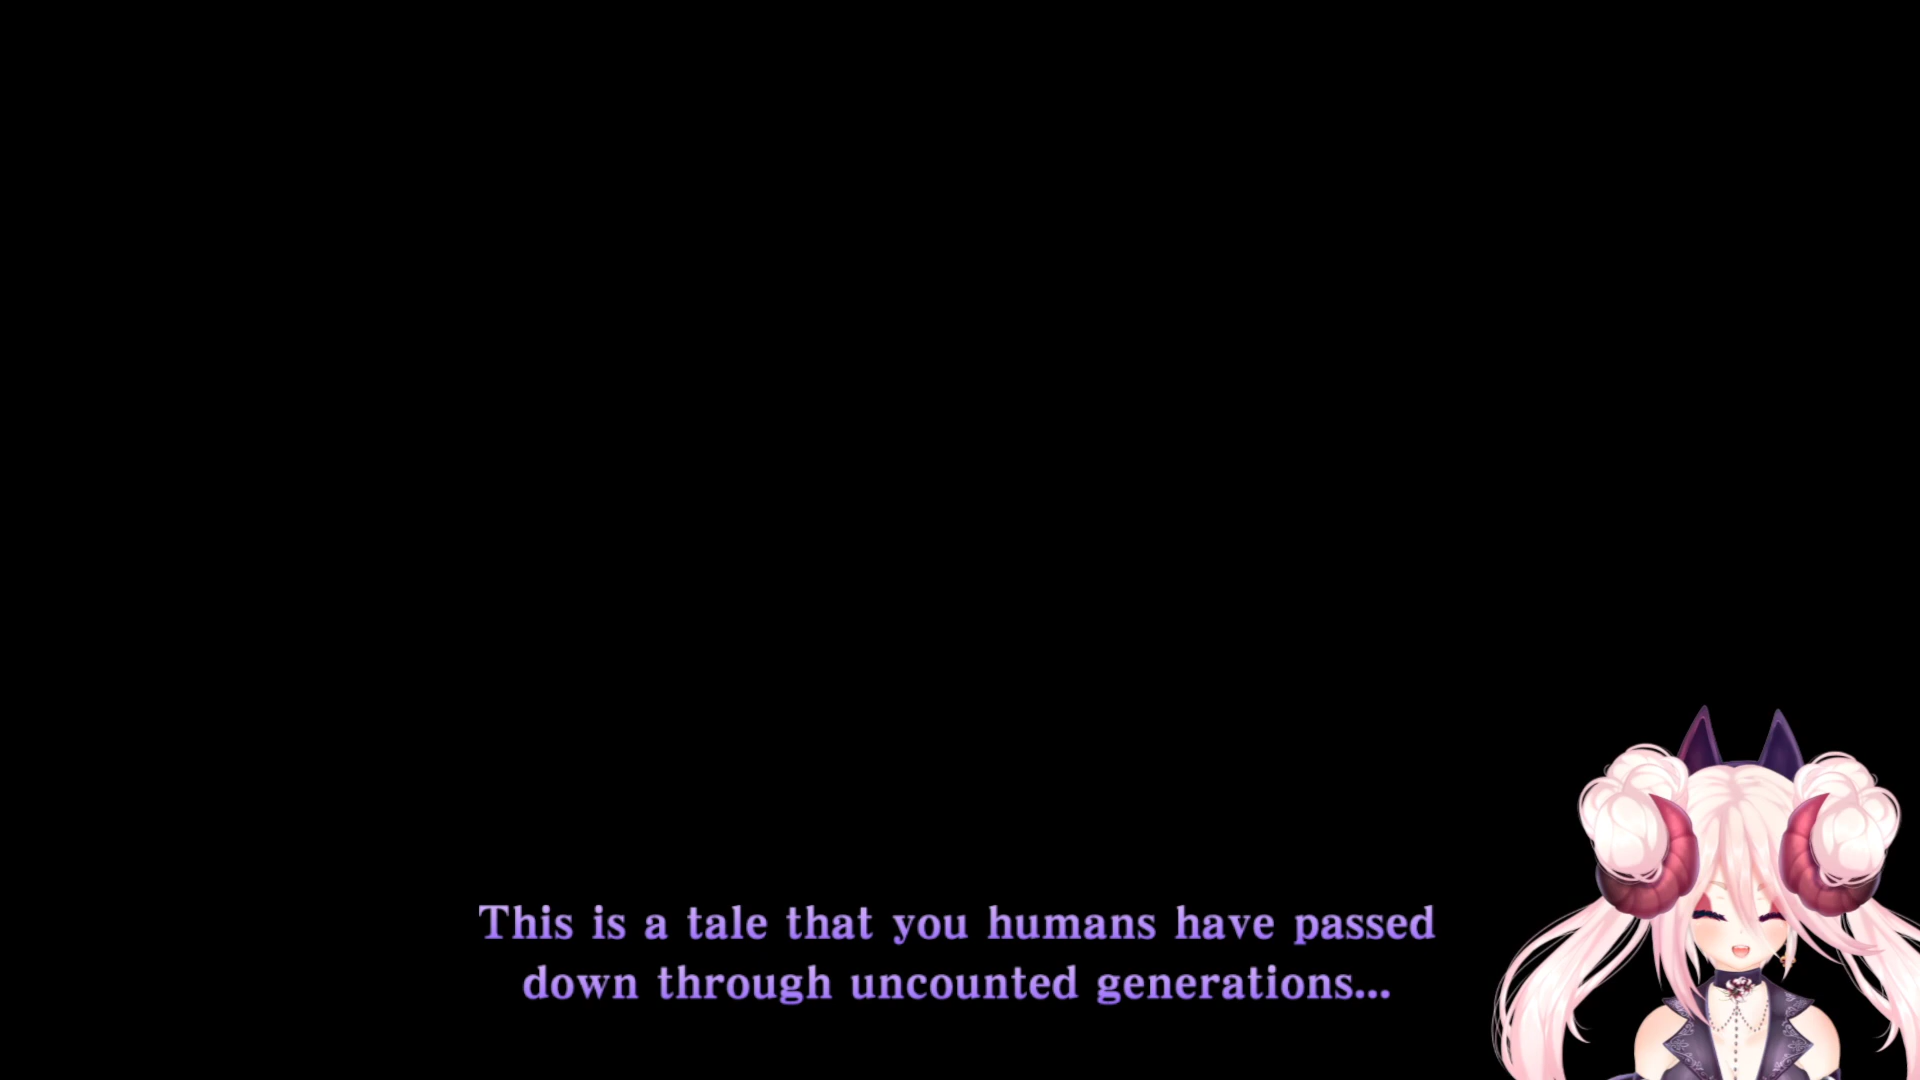 This is a tale that you humans have passed
down through uncounted generations...